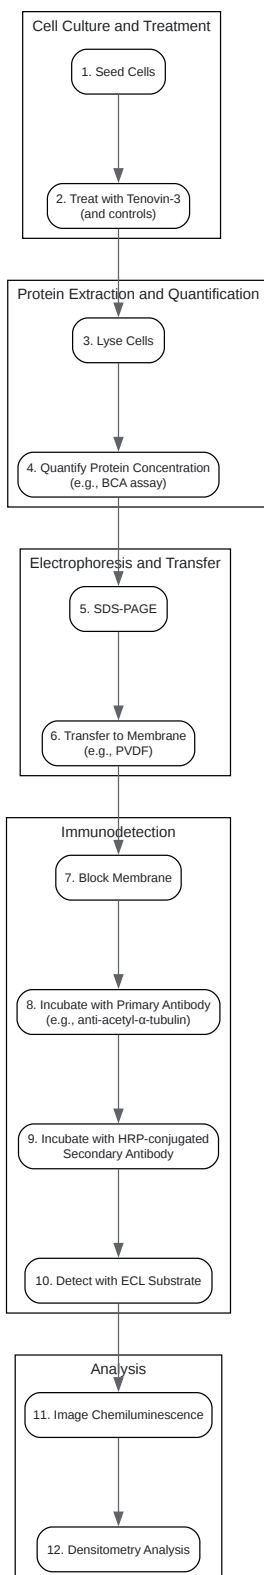 Cell Culture and Treatment
1. Seed Cells
2. Treat with Tenovin-3
(and controls)
Protein Extraction and Quantification
3. Lyse Cells
4. Quantify Protein Concentration
(e.g., BCA assay)
Electrophoresis and Transfer
5. SDS-PAGE
6. Transfer to Membrane
(e.g., PVDF)
Immunodetection
7. Block Membrane
8. Incubate with Primary Antibody
(e.g., anti-acetyl-α-tubulin)
9. Incubate with HRP-conjugated
Secondary Antibody
10. Detect with ECL Substrate
Analysis
11. Image Chemiluminescence
12. Densitometry Analysis